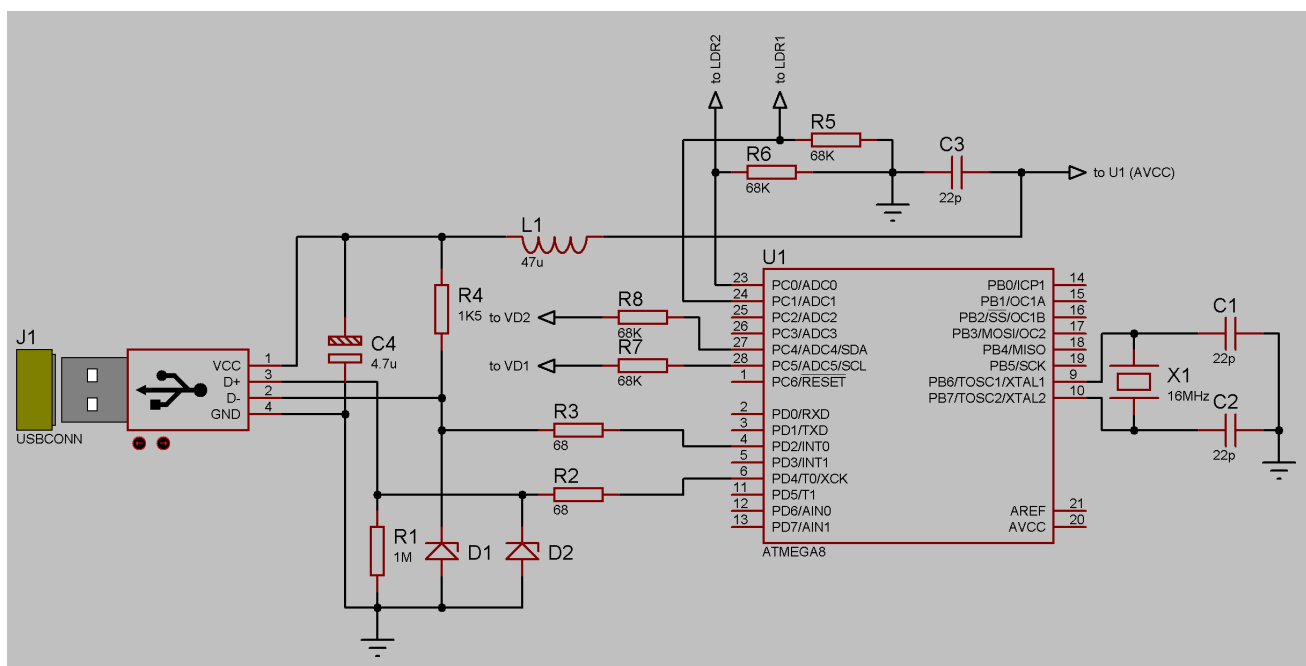 to LDR2
to LDR1
R5
68K
R6
68K
C3
22p
to U1 (AVCC)
L1
47u
R4
1K5
C4
4.7u
J1
VCC 1
D+ 3
D- 2
GND 4
USBCONN
to VD2
R8
68K
to VD1
R7
68K
R3
68
R2
68
R1
1M
D1
D2
U1
23 PC0/ADC0
24 PC1/ADC1
25 PC2/ADC2
26 PC3/ADC3
27 PC4/ADC4/SDA
28 PC5/ADC5/SCL
1 PC6/RESET
2 PD0/RXD
3 PD1/TXD
4 PD2/INT0
5 PD3/INT1
6 PD4/T0/XCK
11 PD5/T1
12 PD6/AIN0
13 PD7/AIN1
PB0/ICP1 14
PB1/OC1A 15
PB2/SS/OC1B 16
PB3/MOSI/OC2 17
PB4/MISO 18
PB5/SCK 19
PB6/TOSC1/XTAL1 9
PB7/TOSC2/XTAL2 10
AREF 21
AVCC 20
ATMEGA8
C1
22p
X1
16MHz
C2
22p